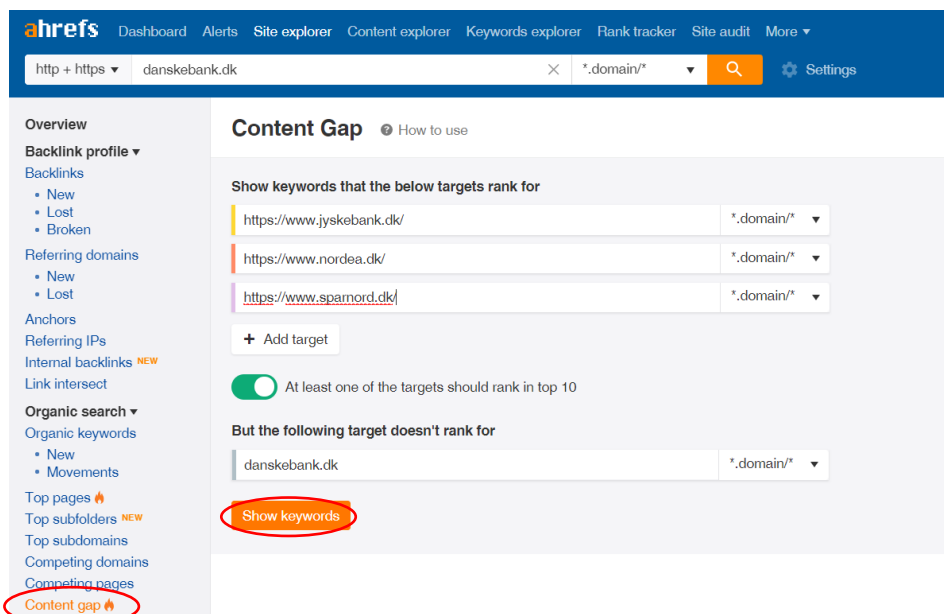 ahrefs Dashboard Alerts Site explorer Content explorer Keywords explorer Rank tracker Site audit More
http + https danskebank.dk *.domain/* Settings
Overview
Backlink profile
Backlinks
New
Lost
Broken
Referring domains
New
Lost
Anchors
Referring IPs
Internal backlinks NEW
Link intersect
Organic search
Organic keywords
New
Movements
Top pages
Top subfolders NEW
Top subdomains
Competing domains
Competing pages
Content gap
Content Gap How to use
Show keywords that the below targets rank for
https://www.jyskebank.dk/ *.domain/*
https://www.nordea.dk/ *.domain/*
https://www.sparnord.dk/ *.domain/*
+ Add target
At least one of the targets should rank in top 10
But the following target doesn't rank for
danskebank.dk *.domain/*
Show keywords